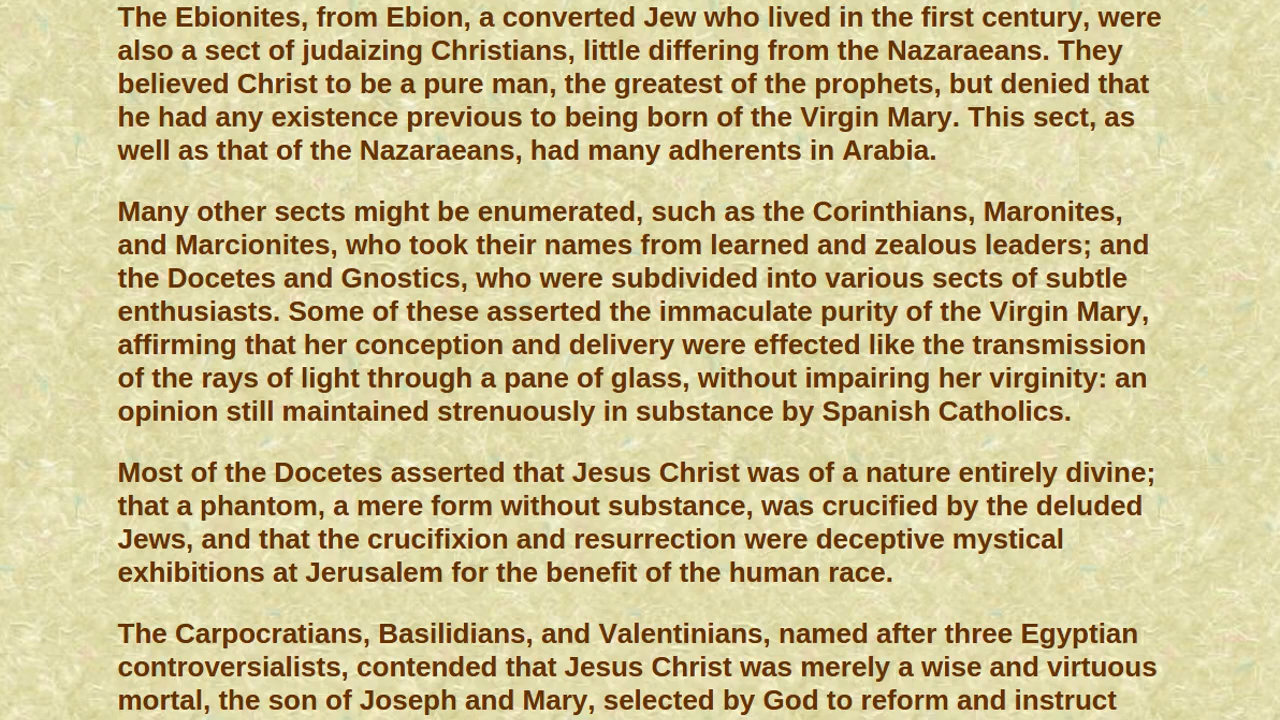 The Ebionites, from Ebion, a converted Jew who lived in the first century, were
also a sect of judaizing Christians, little differing from the Nazaraeans. They
believed Christ to be a pure man, the greatest of the prophets, but denied that
he had any existence previous to being born of the Virgin Mary. This sect, as
well as that of the Nazaraeans, had many adherents in Arabia.
Many other sects might be enumerated, such as the Corinthians, Maronites,
and Marcionites, who took their names from learned and zealous leaders; and
the Docetes and Gnostics, who were subdivided into various sects of subtle
enthusiasts. Some of these asserted the immaculate purity of the Virgin Mary,
affirming that her conception and delivery were effected like the transmission
of the rays of light through a pane of glass, without impairing her virginity: an
opinion still maintained strenuously in substance by Spanish Catholics.
Most of the Docetes asserted that Jesus Christ was of a nature entirely divine;
that a phantom, a mere form without substance, was crucified by the deluded
Jews, and that the crucifixion and resurrection were deceptive mystical
exhibitions at Jerusalem for the benefit of the human race.
The Carpocratians, Basilidians, and Valentinians, named after three Egyptian
controversialists, contended that Jesus Christ was merely a wise and virtuous
mortal, the son of Joseph and Mary, selected by God to reform and instruct